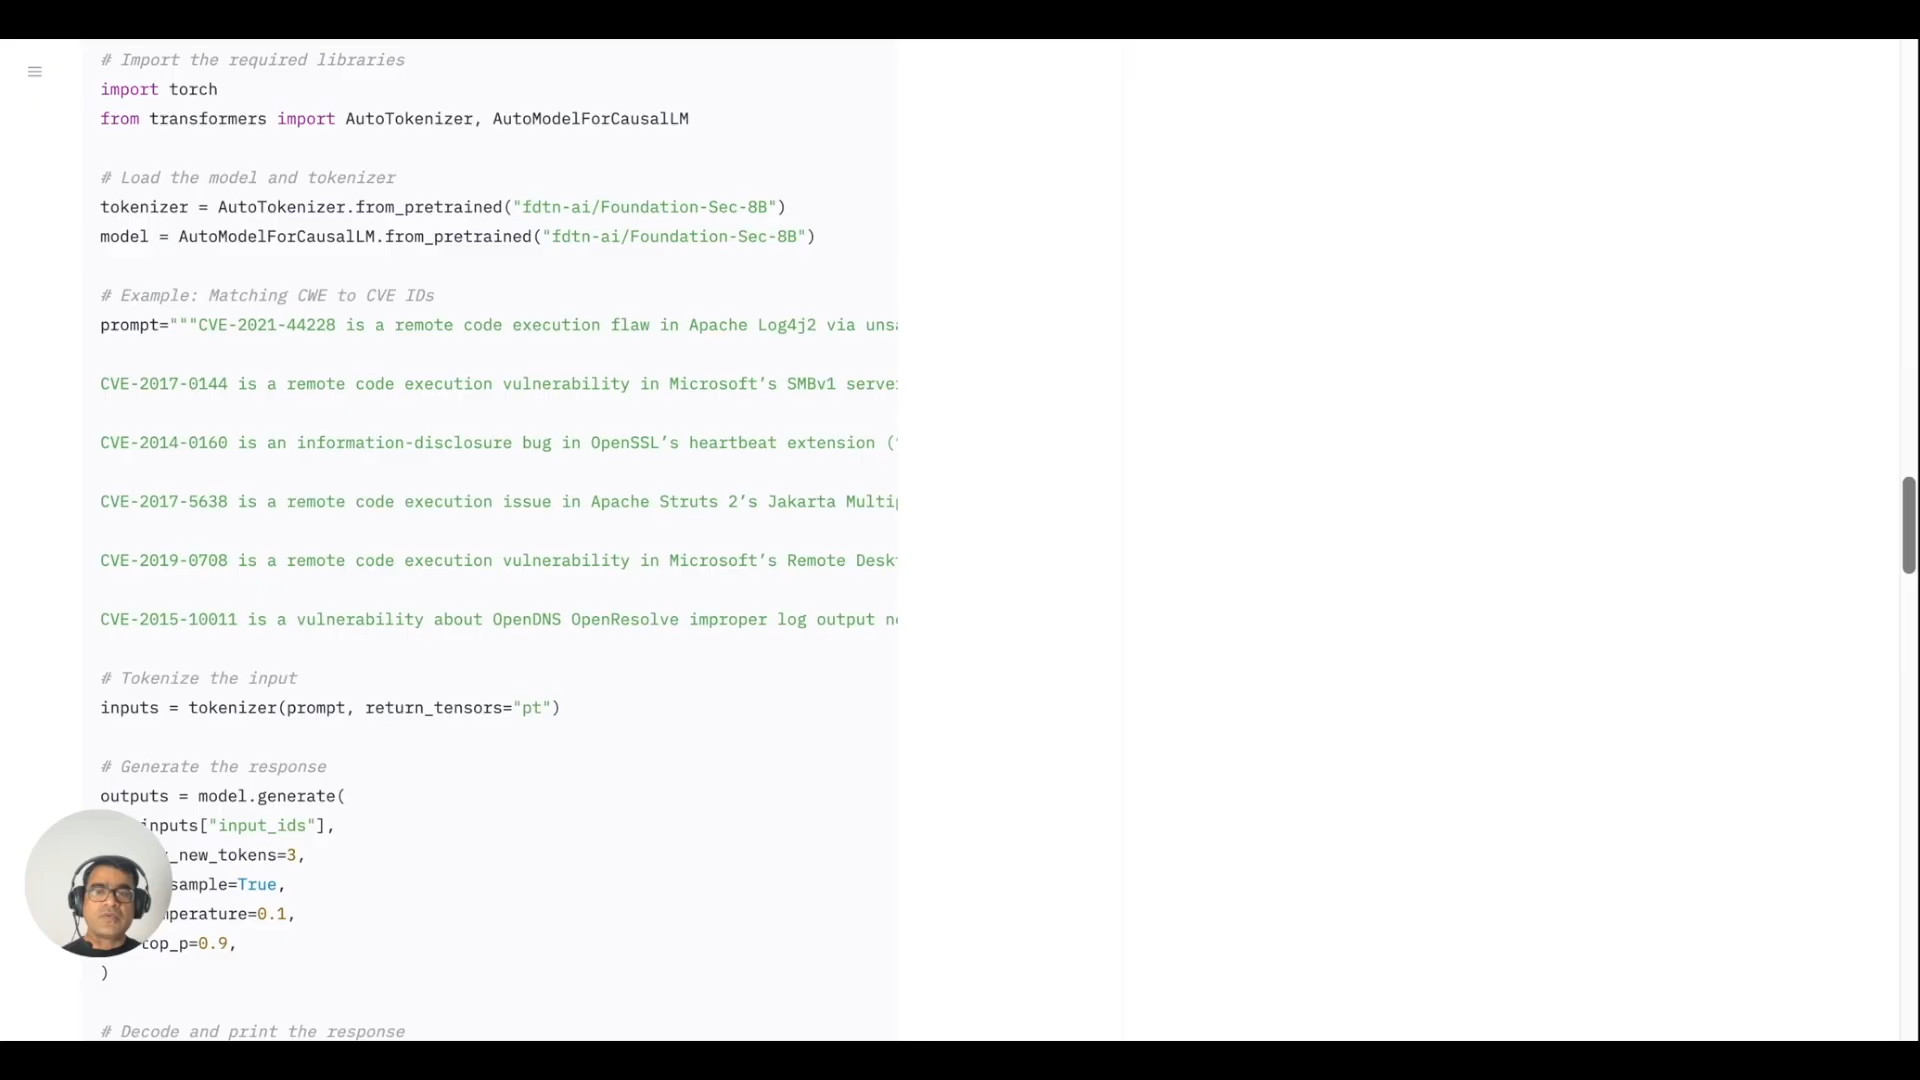 # Import the required libraries
import torch
from transformers import AutoTokenizer, AutoModelForCausalLM
# Load the model and tokenizer
tokenizer = AutoTokenizer.from_pretrained("fdtn-ai/Foundation-Sec-8B")
model = AutoModelForCausalLM.from_pretrained("fdtn-ai/Foundation-Sec-8B")
# Example: Matching CWE to CVE IDs
prompt="""CVE-2021-44228 is a remote code execution flaw in Apache Log4j2 via
CVE-2017-0144 is a remote code execution vulnerability in Microsoft’s SMBv1
CVE-2014-0160 is an information-disclosure bug in OpenSSL’s heartbeat extension (
CVE-2017-5638 is a remote code execution issue in Apache Struts 2’s Jakarta
CVE-2019-0708 is a remote code execution vulnerability in Microsoft’s Remote
CVE-2015-10011 is a vulnerability about OpenDNS OpenResolve improper log output
# Tokenize the input
inputs = tokenizer(prompt, return_tensors="pt")
# Generate the response
outputs = model.generate(
inputs["input_ids"],
_new_tokens=3,
sample=True,
perature=0.1,
top_p=0.9,
)
# Decode and print the response